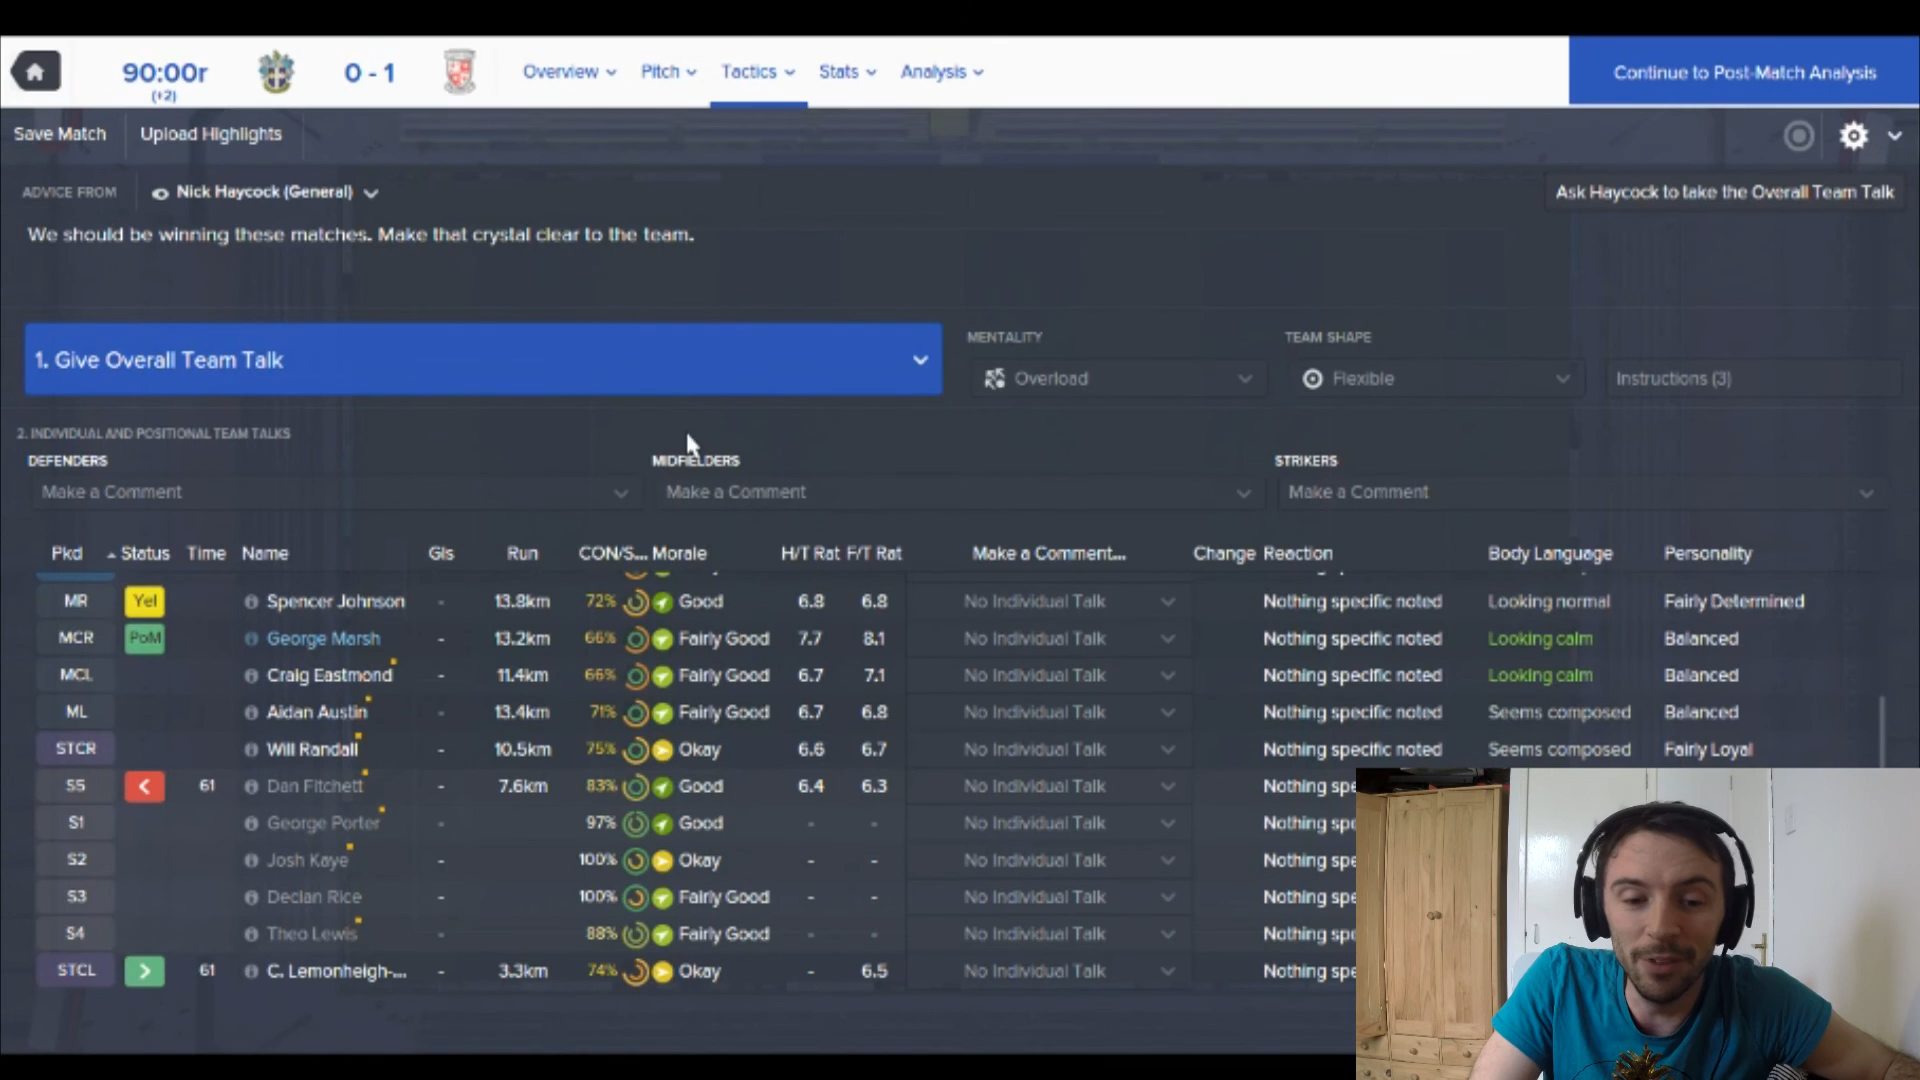 90:00r
(+2)
0 - 1
Overview
Pitch
Tactics
Stats
Analysis
Continue to Post-Match Analysis
Save Match
Upload Highlights
ADVICE FROM
Nick Haycock (General)
Ask Haycock to take the Overall Team Talk
We should be winning these matches. Make that crystal clear to the team.
1. Give Overall Team Talk
MENTALITY
Overload
TEAM SHAPE
Flexible
Instructions (3)
2. INDIVIDUAL AND POSITIONAL TEAM TALKS
DEFENDERS
MIDFIELDERS
STRIKERS
Make a Comment
Make a Comment
Make a Comment
Pkd Status Time Name Gls Run CON/S... Morale H/T Rat F/T Rat Make a Comment... Change Reaction Body Language Personality
MR Yel Spencer Johnson - 13.8km 72% Good 6.8 6.8 No Individual Talk Nothing specific noted Looking normal Fairly Determined
MCR PoM George Marsh - 13.2km 66% Fairly Good 7.7 8.1 No Individual Talk Nothing specific noted Looking calm Balanced
MCL Craig Eastmond - 11.4km 66% Fairly Good 6.7 7.1 No Individual Talk Nothing specific noted Looking calm Balanced
ML Aidan Austin - 13.4km 71% Fairly Good 6.7 6.8 No Individual Talk Nothing specific noted Seems composed Balanced
STCR Will Randall - 10.5km 75% Okay 6.6 6.7 No Individual Talk Nothing specific noted Seems composed Fairly Loyal
S5 61 Dan Fitchett - 7.6km 83% Good 6.4 6.3 No Individual Talk Nothing spe
S1 George Porter - 97% Good - - No Individual Talk Nothing spe
S2 Josh Kaye - 100% Okay - - No Individual Talk Nothing spe
S3 Declan Rice - 100% Fairly Good - - No Individual Talk Nothing spe
S4 Theo Lewis - 88% Fairly Good - - No Individual Talk Nothing spe
STCL 61 C. Lemonheigh-... - 3.3km 74% Okay - 6.5 No Individual Talk Nothing spe